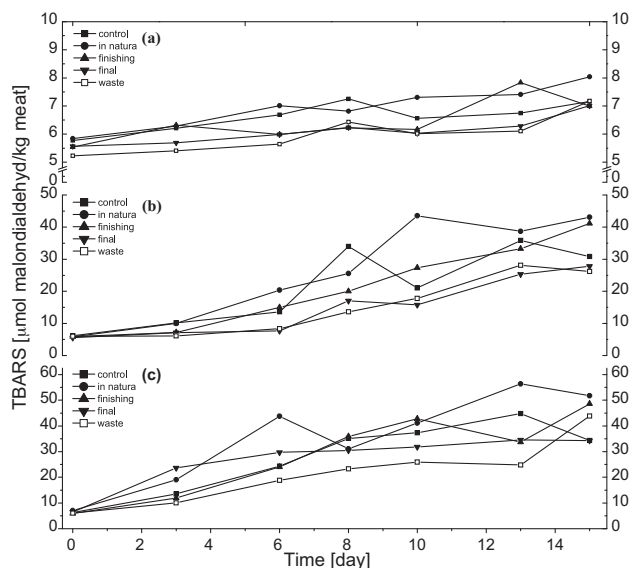 TBARS [μmol malondialdehyd/kg meat]
10 10
(a)
control
in natura
finishing
final
waste
9 9
8 8
7 7
6 6
5 5
0 0
50 50
(b)
control
in natura
finishing
final
waste
40 40
30 30
20 20
10 10
0 0
60 60
(c)
control
in natura
finishing
final
waste
50 50
40 40
30 30
20 20
10 10
0 0
0 2 4 6 8 10 12 14
Time [day]